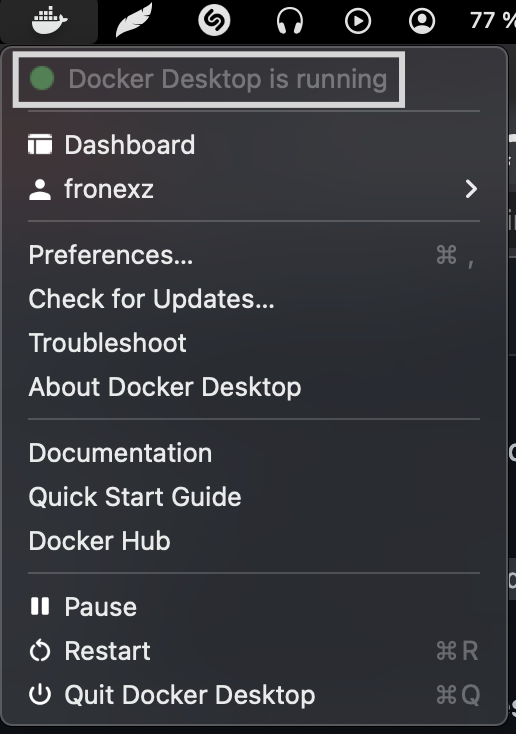 77 %
Docker Desktop is running
Dashboard
fronexz
Preferences...
⌘ ,
Check for Updates...
Troubleshoot
About Docker Desktop
Documentation
Quick Start Guide
Docker Hub
Pause
Restart
⌘R
Quit Docker Desktop
⌘Q